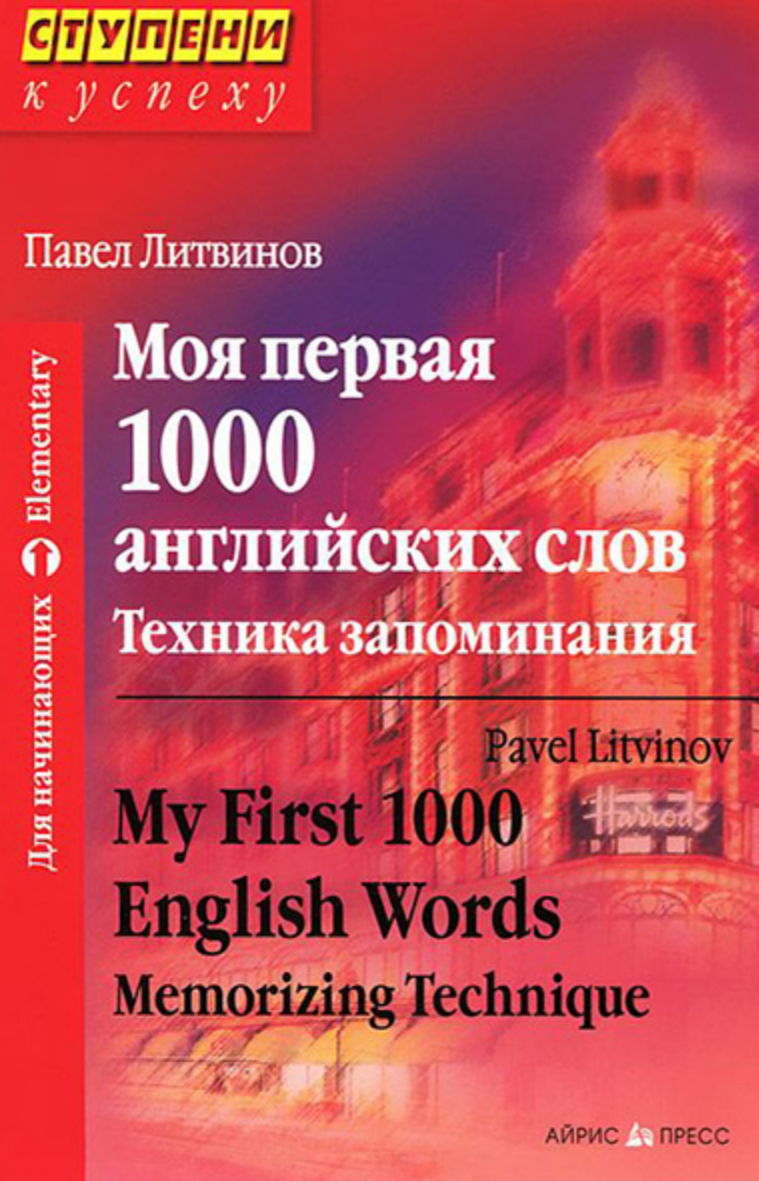 СТУПЕНИ
к успеху
Павел Литвинов
Моя первая
1000
английских слов
Техника запоминания
Для начинающих Elementary
Pavel Litvinov
Harrods
My First 1000
English Words
Memorizing Technique
АЙРИС ПРЕСС